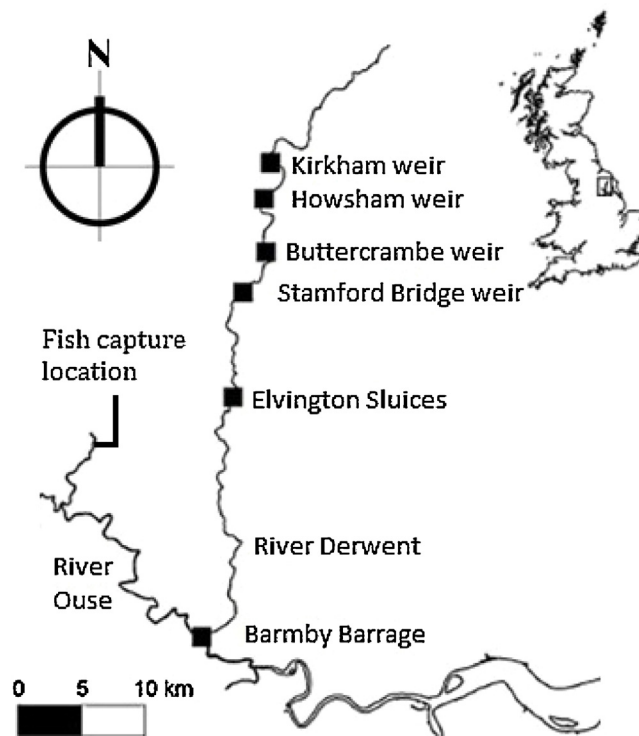 N
Kirkham weir
Howsham weir
Buttercrambe weir
Stamford Bridge weir
Fish capture
location
Elvington Sluices
River Derwent
River
Ouse
Barmby Barrage
0 5 10 km